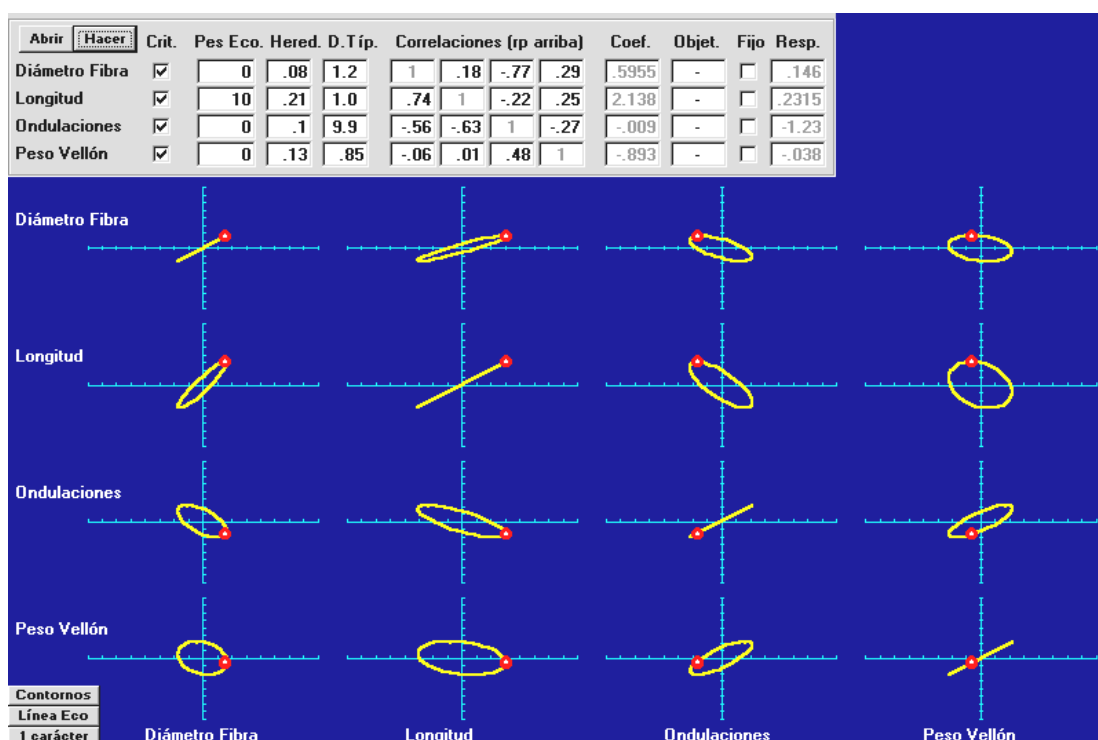 Abrir Hacer Crit. Pes Eco. Hered. D.Típ. Correlaciones (rp arriba) Coef. Objet. Fijo Resp.
Diámetro Fibra 0 .08 1.2 1 .18 -.77 .29 .5955 - .146
Longitud 10 .21 1.0 .74 1 -.22 .25 2.138 - .2315
Ondulaciones 0 .1 9.9 -.56 -.63 1 -.27 -.009 - -1.23
Peso Vellón 0 .13 .85 -.06 .01 .48 1 -.893 - -.038
Diámetro Fibra
Longitud
Ondulaciones
Peso Vellón
Contornos
Línea Eco
1 carácter
Diámetro Fibra Longitud Ondulaciones Peso Vellón